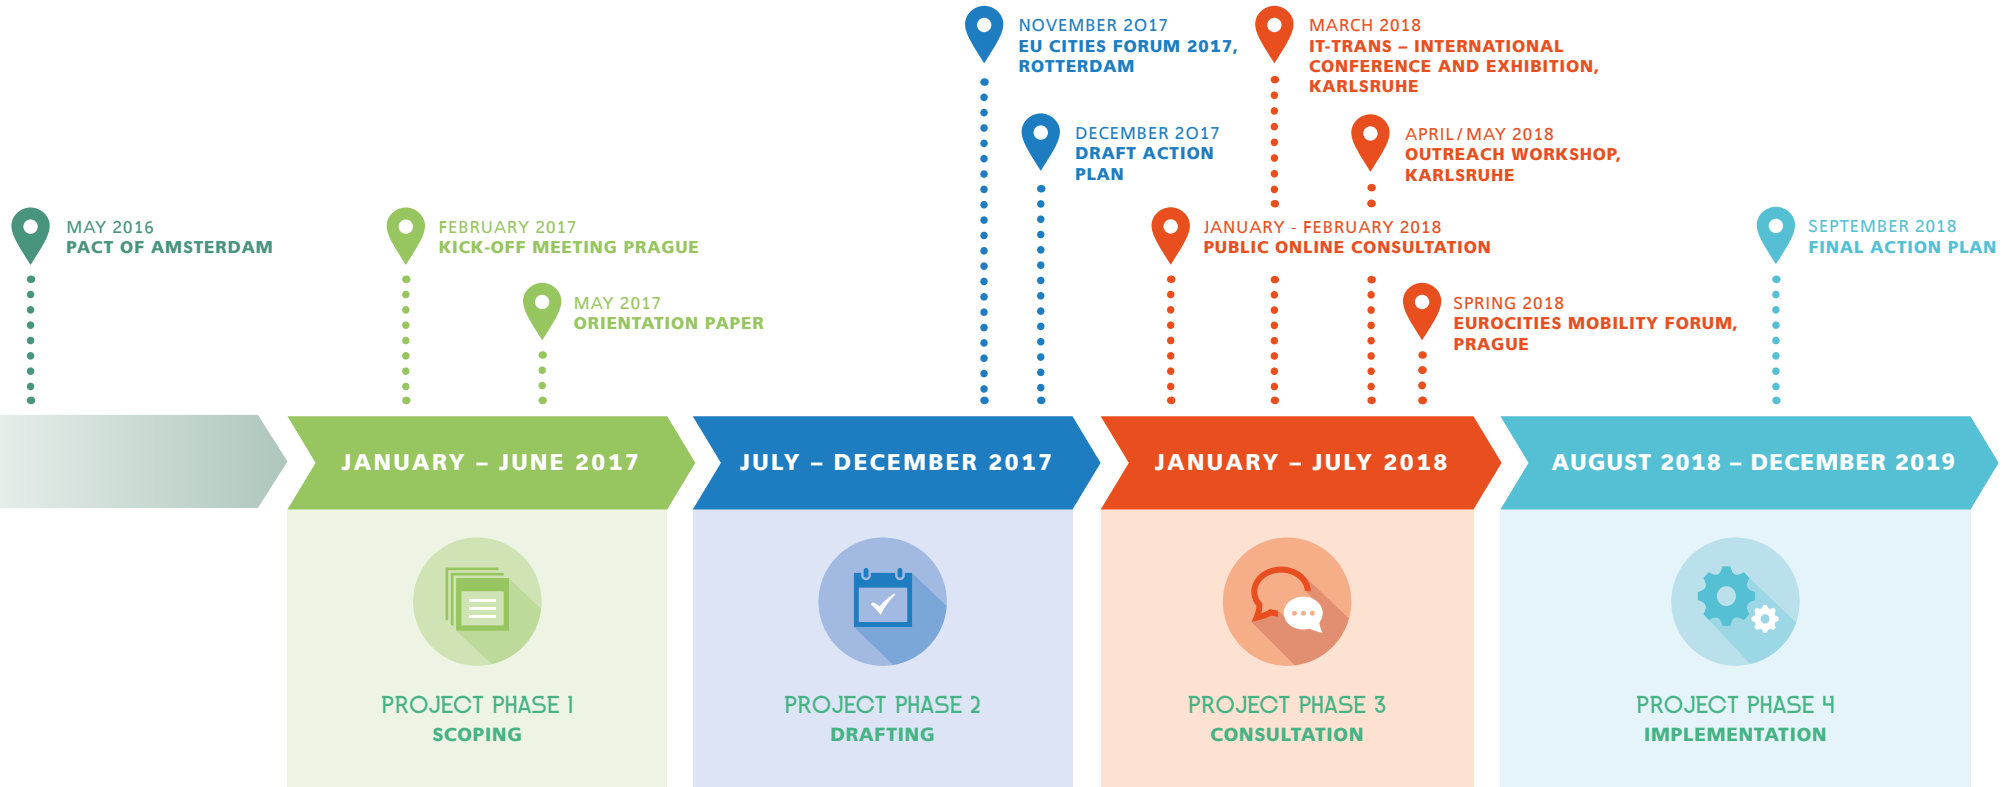 MAY 2016
PACT OF AMSTERDAM
FEBRUARY 2017
KICK-OFF MEETING PRAGUE
MAY 2017
ORIENTATION PAPER
NOVEMBER 2017
EU CITIES FORUM 2017,
ROTTERDAM
DECEMBER 2017
DRAFT ACTION
PLAN
JANUARY - FEBRUARY 2018
PUBLIC ONLINE CONSULTATION
MARCH 2018
IT-TRANS – INTERNATIONAL
CONFERENCE AND EXHIBITION,
KARLSRUHE
APRIL/MAY 2018
OUTREACH WORKSHOP,
KARLSRUHE
SPRING 2018
EUROCITIES MOBILITY FORUM,
PRAGUE
SEPTEMBER 2018
FINAL ACTION PLAN
JANUARY – JUNE 2017
JULY – DECEMBER 2017
JANUARY – JULY 2018
AUGUST 2018 – DECEMBER 2019
PROJECT PHASE 1
SCOPING
PROJECT PHASE 2
DRAFTING
PROJECT PHASE 3
CONSULTATION
PROJECT PHASE 4
IMPLEMENTATION